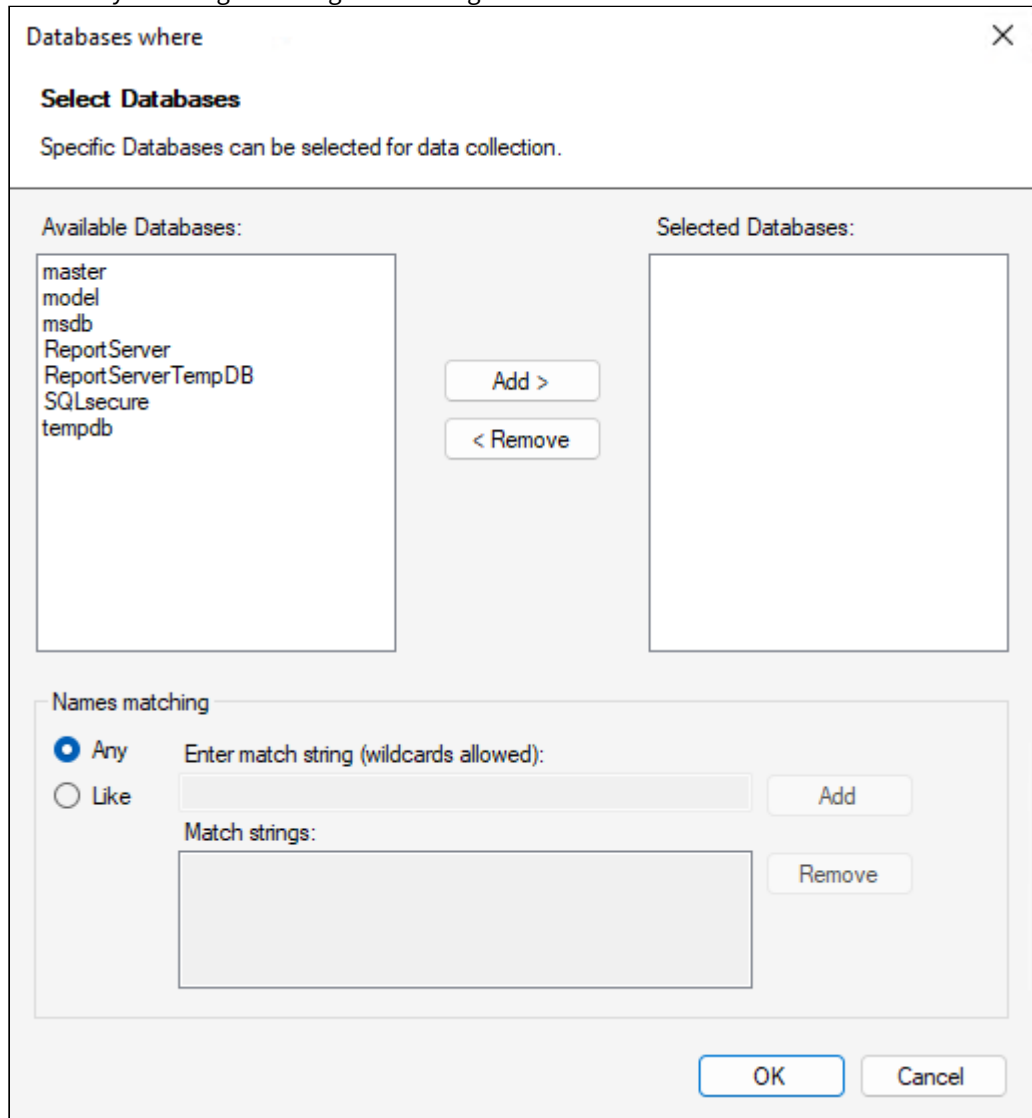 Databases where
Select Databases
Specific Databases can be selected for data collection.
Available Databases:
Selected Databases:
master
model
msdb
ReportServer
ReportServerTempDB
SQLsecure
tempdb
Add >
< Remove
Names matching
Any
Enter match string (wildcards allowed):
Like
Add
Match strings:
Remove
OK
Cancel